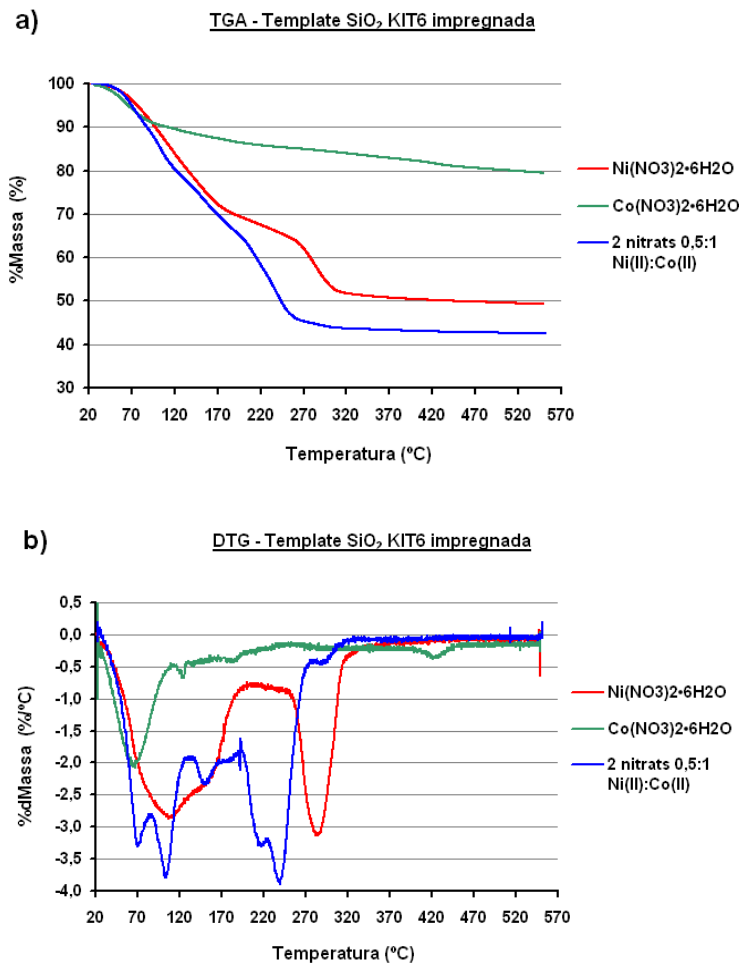 a)
TGA - Template SiO₂ KIT6 impregnada
100
90
80
70
60
50
40
30
%Massa (%)
20 70 120 170 220 270 320 370 420 470 520 570
Temperatura (ºC)
Ni(NO3)2•6H2O
Co(NO3)2•6H2O
2 nitrats 0,5:1
Ni(II):Co(II)
b)
DTG - Template SiO₂ KIT6 impregnada
0,5
0,0
-0,5
-1,0
-1,5
-2,0
-2,5
-3,0
-3,5
-4,0
%dMassa (%/ºC)
20 70 120 170 220 270 320 370 420 470 520 570
Temperatura (ºC)
Ni(NO3)2•6H2O
Co(NO3)2•6H2O
2 nitrats 0,5:1
Ni(II):Co(II)